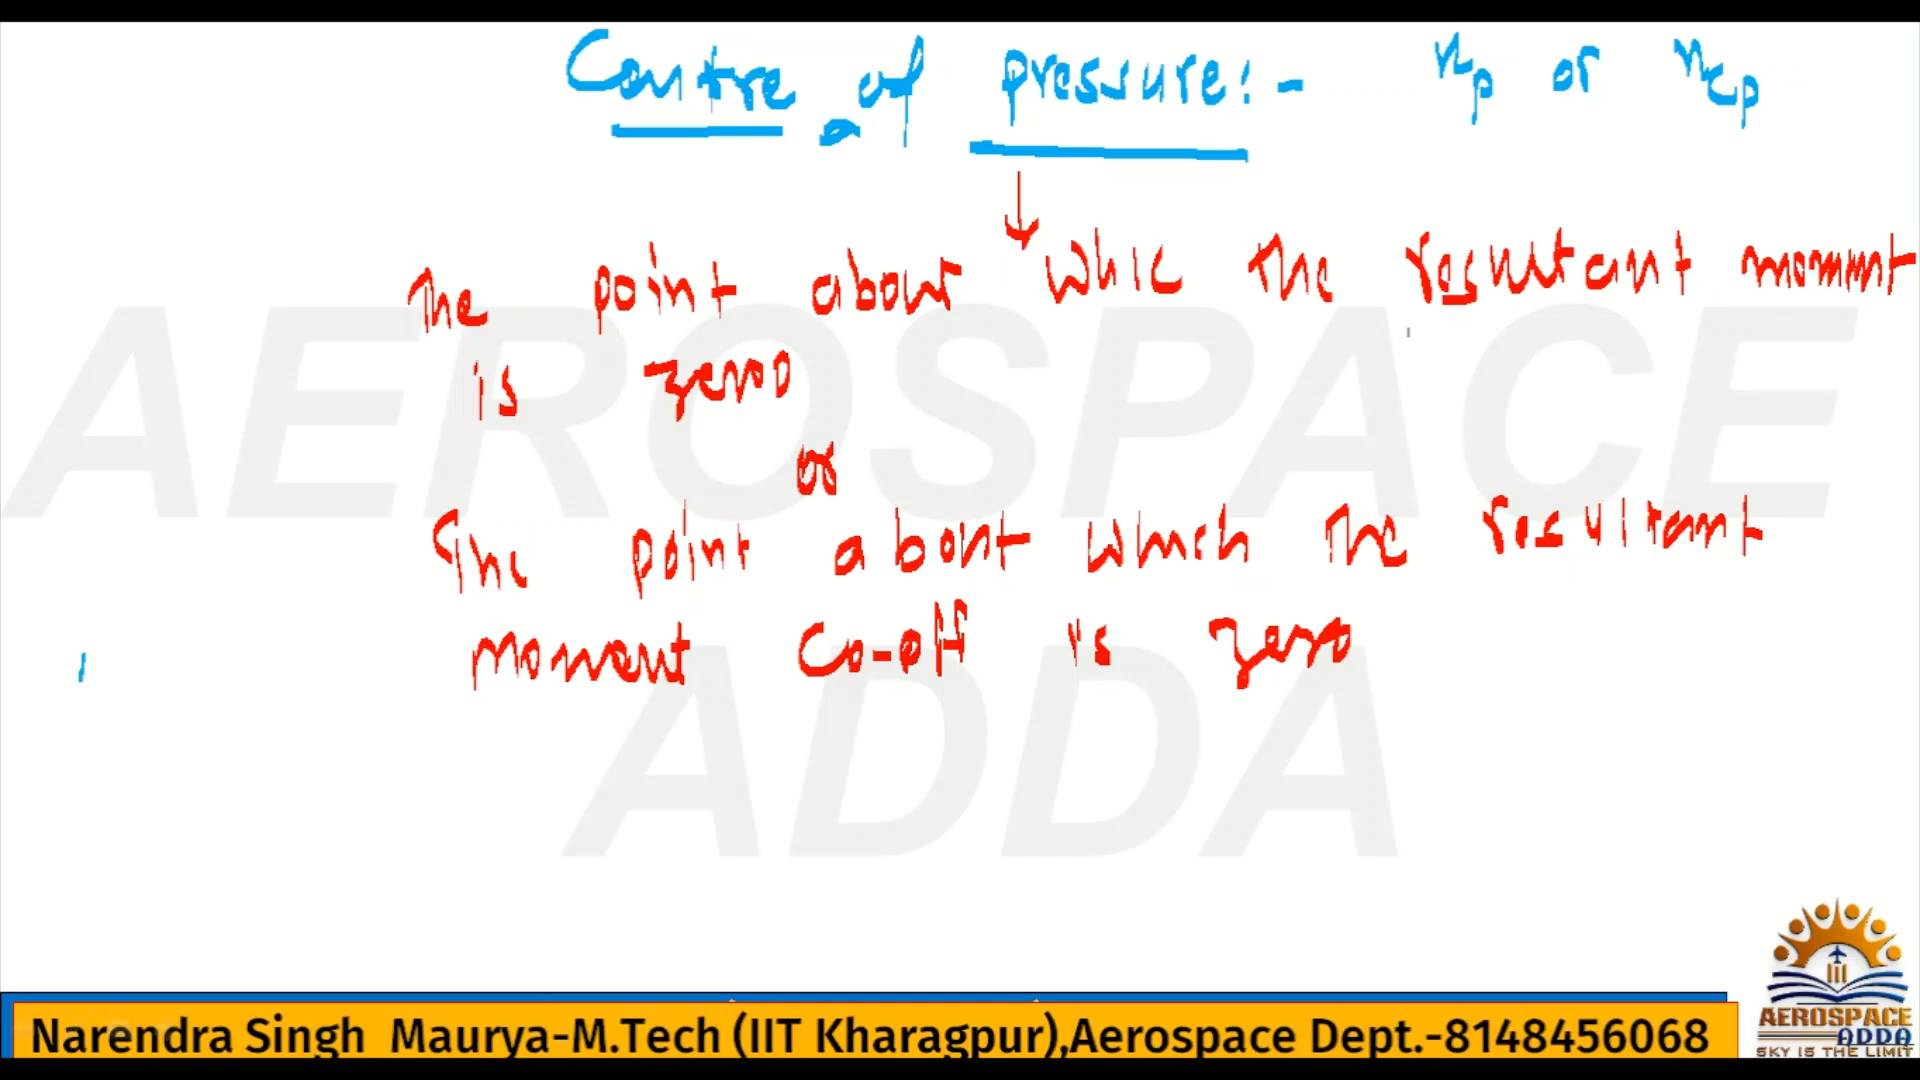 Centre of pressure:- xp or xcp
The point about whic the resultant moment
is zero
or
The point about which the resultant
moment co-eff is zero
AEROSPACE
ADDA
Narendra Singh Maurya-M.Tech (IIT Kharagpur),Aerospace Dept.-8148456068
AEROSPACE
ADDA
SKY IS THE LIMIT